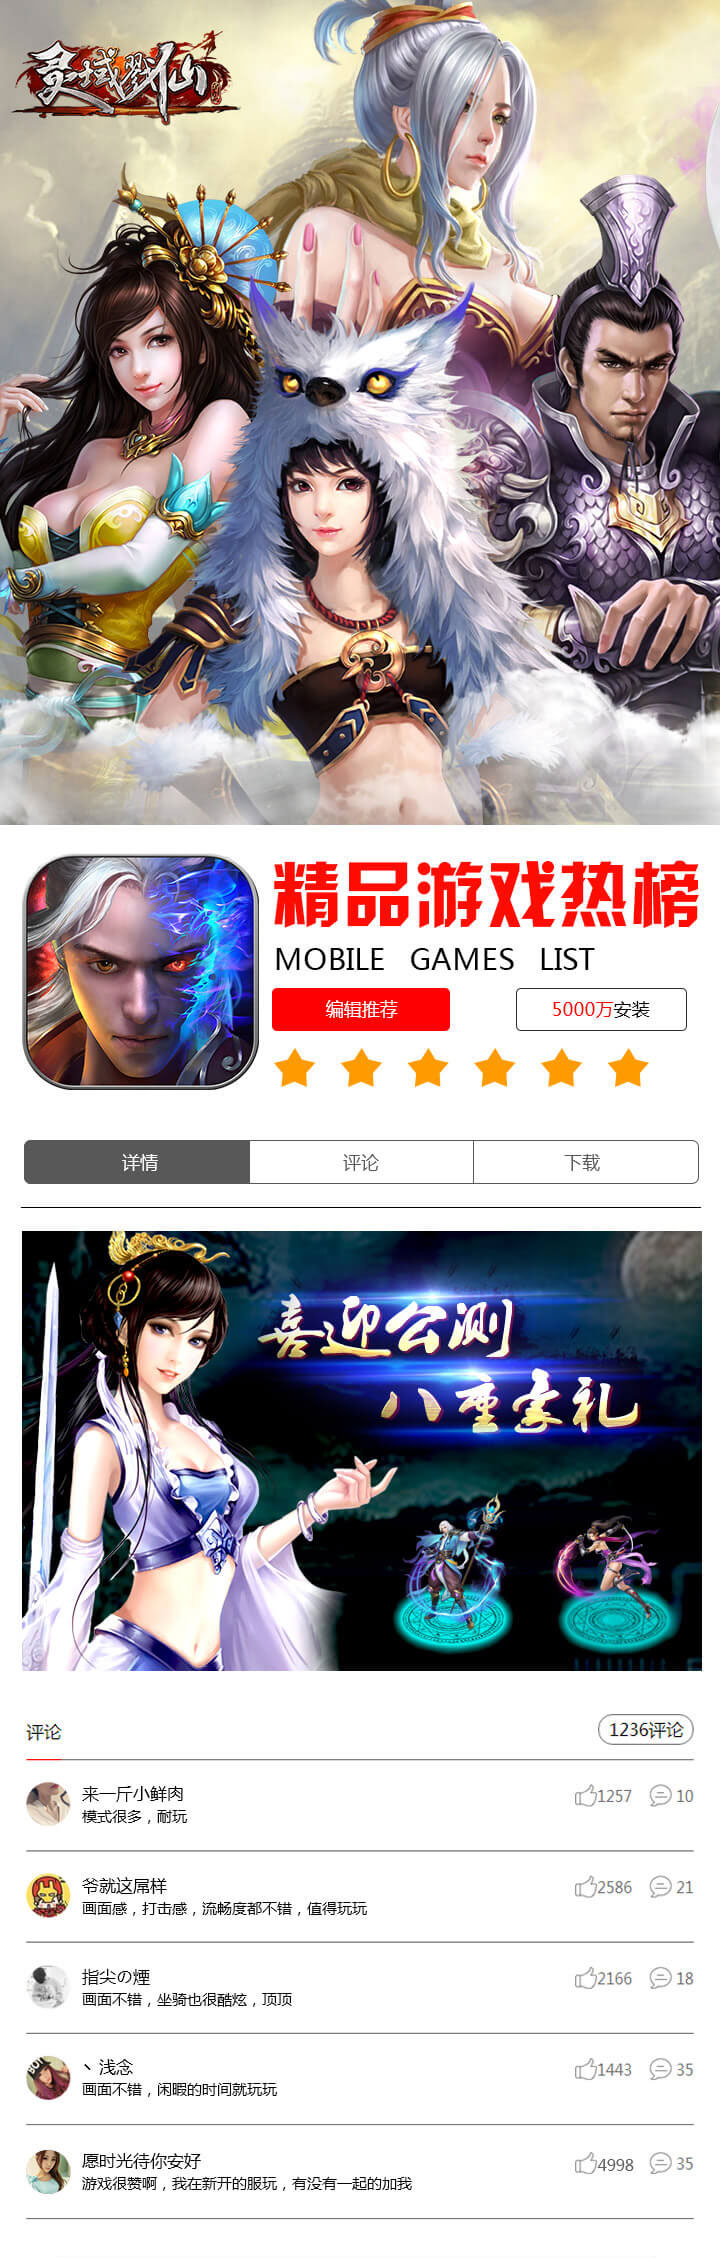 灵域戮仙
精品游戏热榜
MOBILE GAMES LIST
编辑推荐
5000万安装
详情
评论
下载
喜迎公测
八重豪礼
评论
1236评论
来一斤小鲜肉
1257 10
模式很多，耐玩
爷就这屌样
2586 21
画面感，打击感，流畅度都不错，值得玩玩
指尖の煙
2166 18
画面不错，坐骑也很酷炫，顶顶
丶浅念
1443 35
画面不错，闲暇的时间就玩玩
愿时光待你安好
4998 35
游戏很赞啊，我在新开的服玩，有没有一起的加我